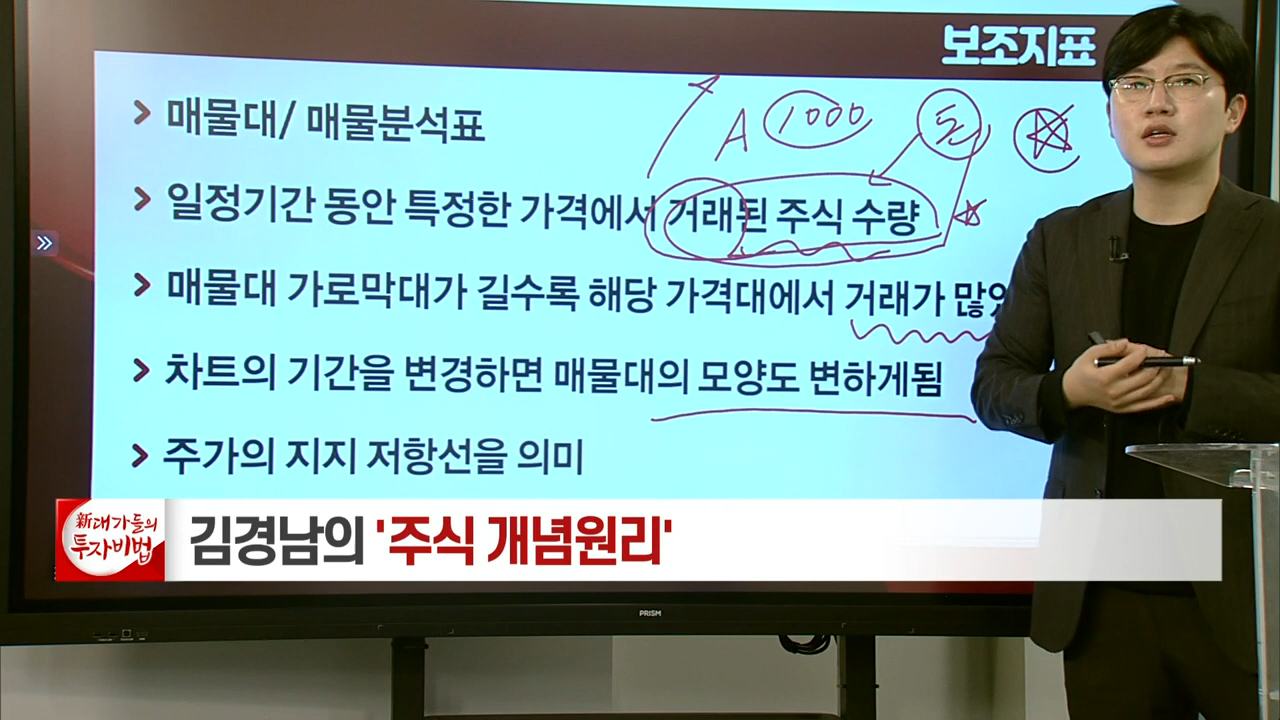 보조지표
매물대/ 매물분석표
A 1000 돈
일정기간 동안 특정한 가격에서 거래된 주식 수량
매물대 가로막대가 길수록 해당 가격대에서 거래가
차트의 기간을 변경하면 매물대의 모양도 변하게됨
주가의 지지 저항선을 의미
新대가들의
투자비법
김경남의 '주식 개념원리'
PRISM